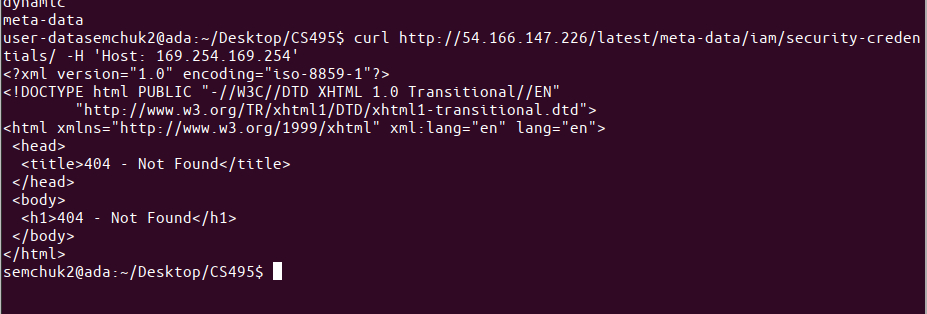 dynamic
meta-data
user-datasemchuk2@ada:~/Desktop/CS495$ curl http://54.166.147.226/latest/meta-data/iam/security-creden
tials/ -H 'Host: 169.254.169.254'
<?xml version="1.0" encoding="iso-8859-1"?>
<!DOCTYPE html PUBLIC "-//W3C//DTD XHTML 1.0 Transitional//EN"
         "http://www.w3.org/TR/xhtml1/DTD/xhtml1-transitional.dtd">
<html xmlns="http://www.w3.org/1999/xhtml" xml:lang="en" lang="en">
 <head>
  <title>404 - Not Found</title>
 </head>
 <body>
  <h1>404 - Not Found</h1>
 </body>
</html>
semchuk2@ada:~/Desktop/CS495$